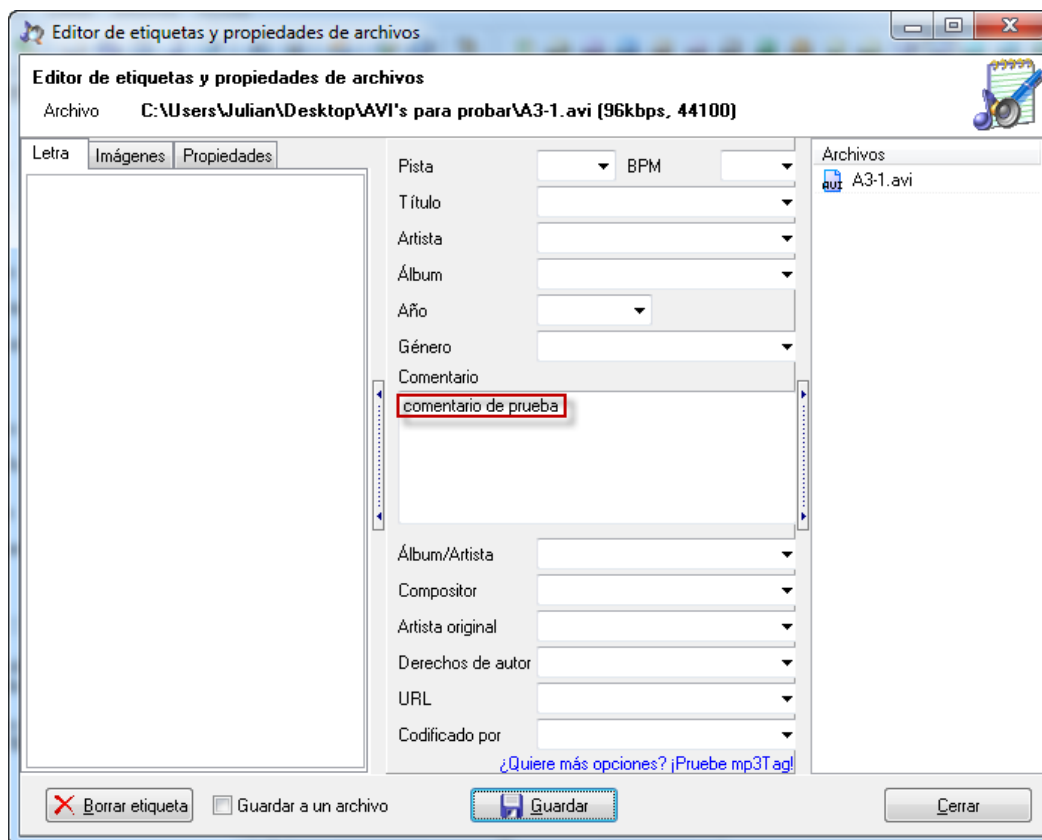 Editor de etiquetas y propiedades de archivos
Editor de etiquetas y propiedades de archivos
Archivo C:\Users\Julian\Desktop\AVI's para probar\A3-1.avi (96kbps, 44100)
Letra Imágenes Propiedades
Pista BPM
Título
Artista
Álbum
Año
Género
Comentario
comentario de prueba
Álbum/Artista
Compositor
Artista original
Derechos de autor
URL
Codificado por
¿Quiere más opciones? ¡Pruebe mp3Tag!
Archivos
AVI A3-1.avi
Borrar etiqueta Guardar a un archivo Guardar Cerrar